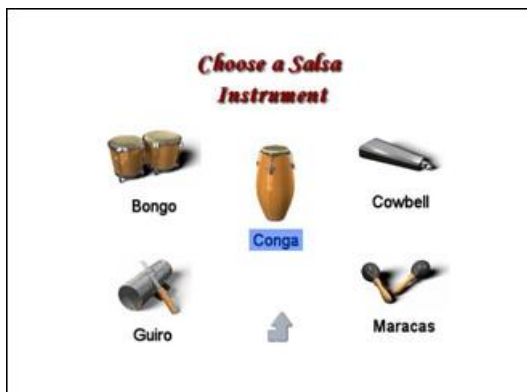 Choose a Salsa
Instrument
Bongo
Conga
Cowbell
Guiro
Maracas